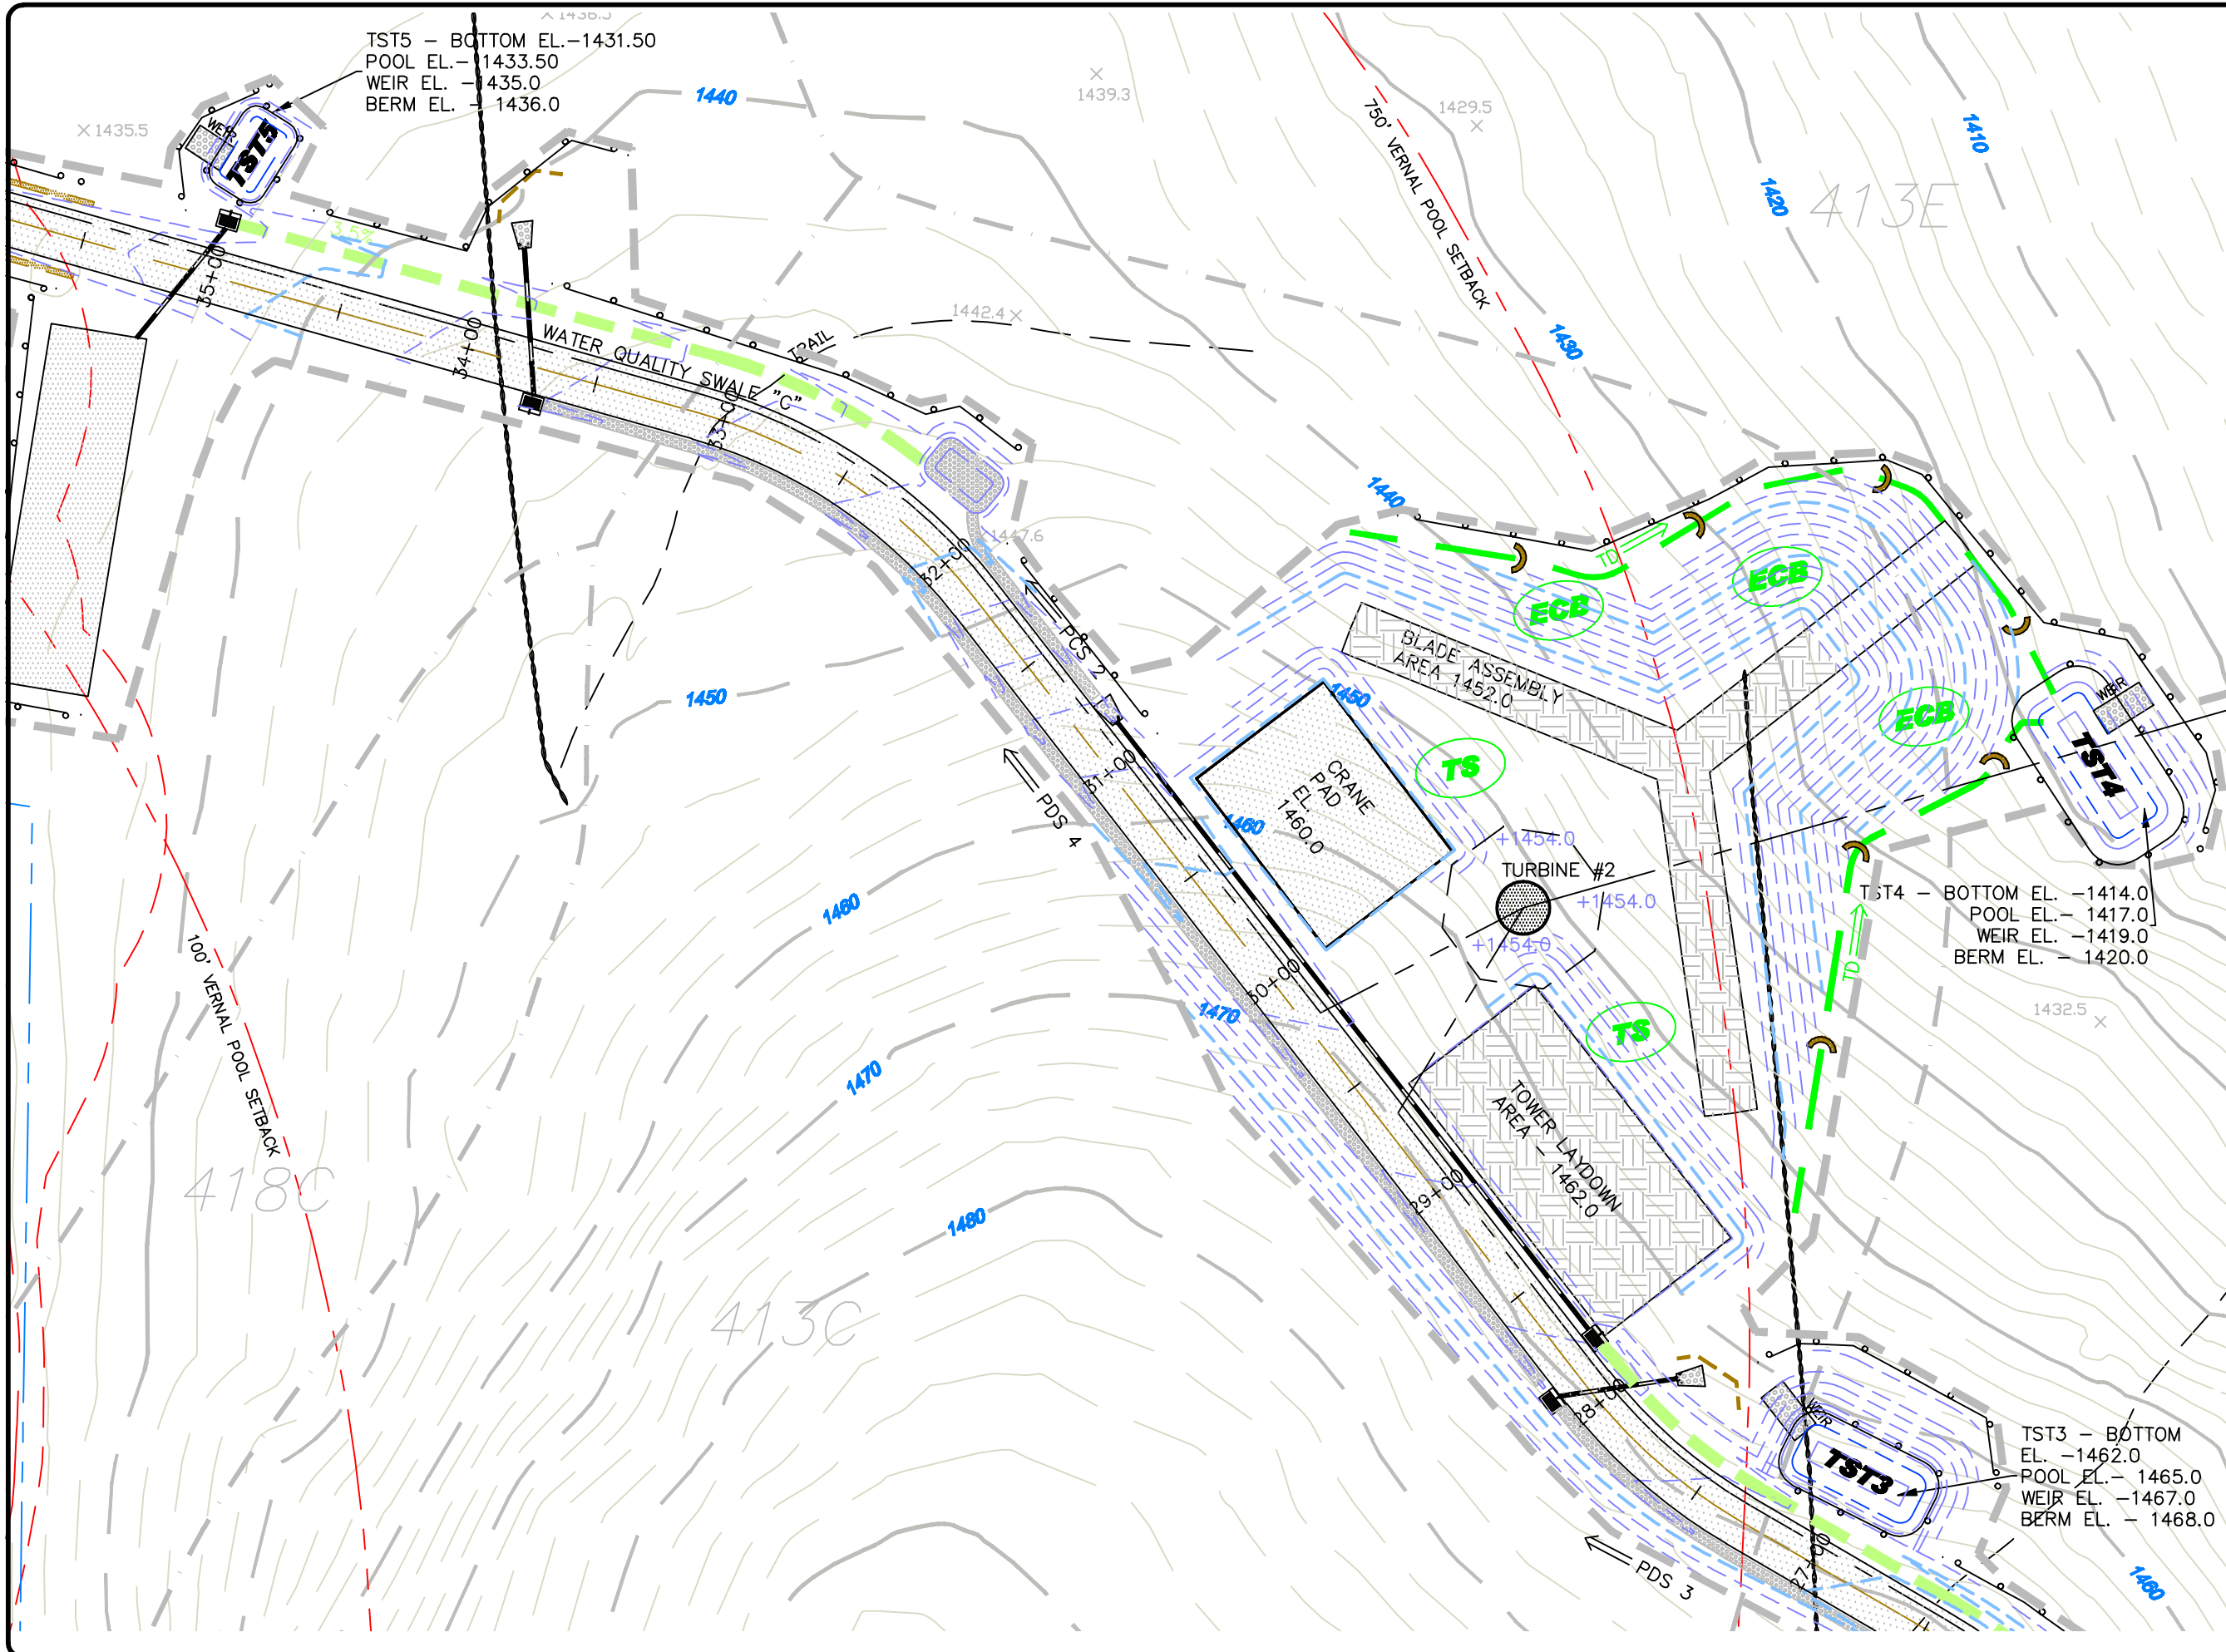 1436.5
TST5 - BOTTOM EL.-1431.50
POOL EL.- 1433.50
WEIR EL. -1435.0
BERM EL. - 1436.0
1435.5
WEIR
TST5
1440
1439.3
1429.5
1410
1420
413E
750' VERNAL POOL SETBACK
3.5%
35+00
34+00
WATER QUALITY SWALE "C"
TRAIL
33+00
1442.4
1430
1440
1447.6
32+00
TD
ECB
ECB
BLADE ASSEMBLY
AREA 1452.0
PCS 2
1450
1450
ECB
WEIR
TST4
31+00
PDS 4
CRANE
PAD
EL.
1460.0
TS
1460
+1454.0
TURBINE #2
+1454.0
+1454.0
TST4 - BOTTOM EL. -1414.0
POOL EL.- 1417.0
WEIR EL. -1419.0
BERM EL. - 1420.0
TD
1460
100' VERNAL POOL SETBACK
30+00
1470
1432.5
TS
1470
TOWER LAYDOWN
AREA - 1462.0
418C
29+00
1480
413C
28+00
WEIR
TST3
TST3 - BOTTOM
EL. -1462.0
POOL EL.- 1465.0
WEIR EL. -1467.0
BERM EL. - 1468.0
27+00
PDS 3
1460